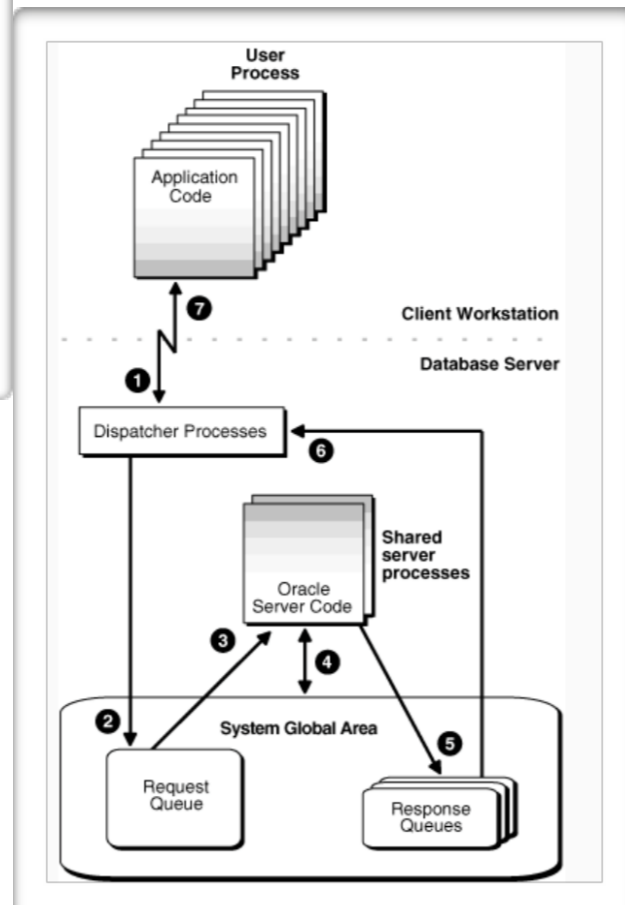 User
Process
Application
Code
7
Client Workstation
Database Server
1
Dispatcher Processes
6
Shared
server
processes
Oracle
Server Code
3
4
2
System Global Area
5
Request
Queue
Response
Queues